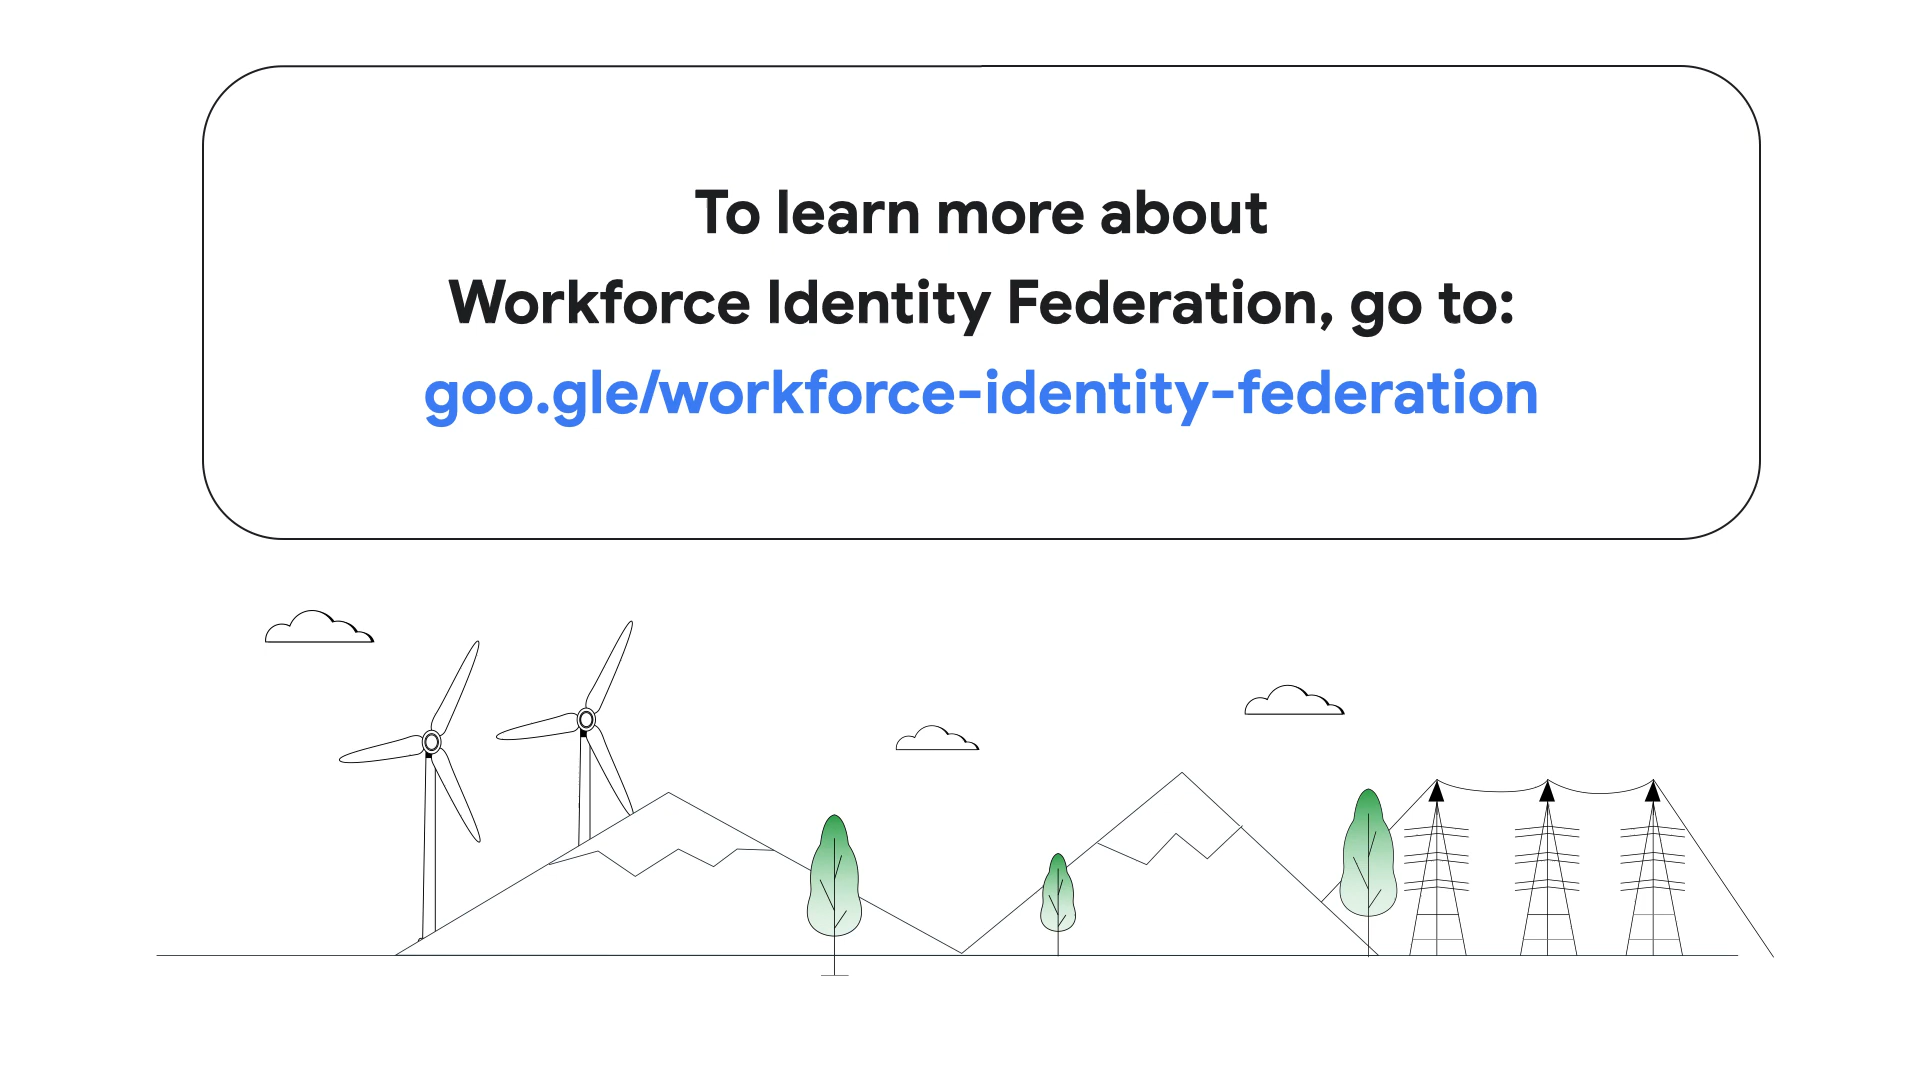 To learn more about
Workforce Identity Federation, go to:
goo.gle/workforce-identity-federation